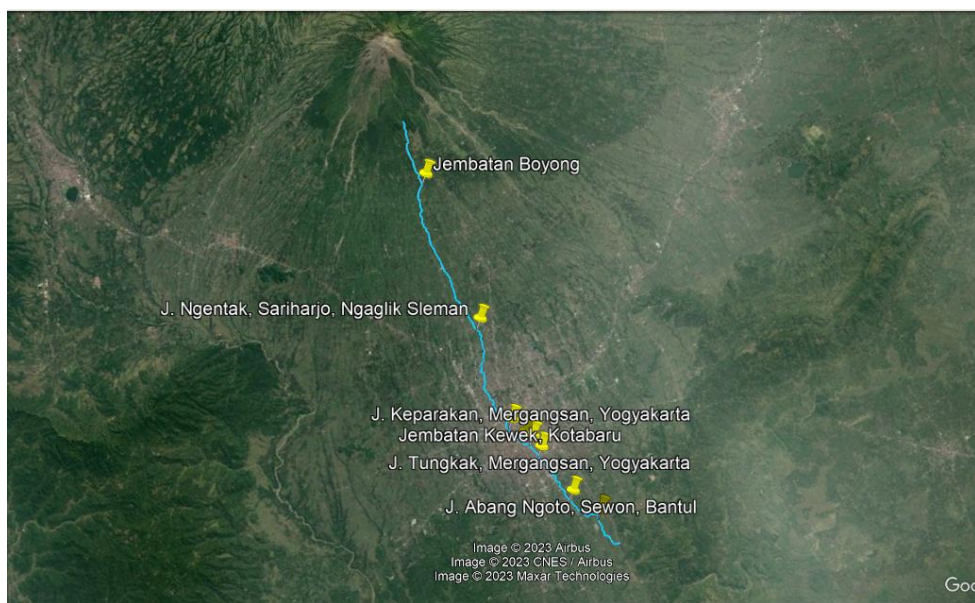 Jembatan Boyong
J. Ngentak, Sariharjo, Ngaglik Sleman
J. Keparakan, Mergangsan, Yogyakarta
Jembatan Kewek, Kotabaru
J. Tungkak, Mergangsan, Yogyakarta
J. Abang Ngoto, Sewon, Bantul
Image © 2023 Airbus
Image © 2023 CNES / Airbus
Image © 2023 Maxar Technologies
Goo